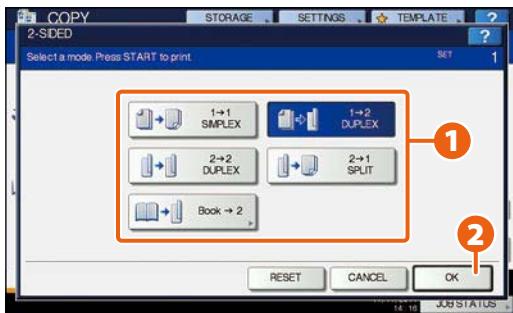 COPY STORAGE SETTINGS TEMPLATE ?
2-SIDED ?
Select a mode. Press START to print. SET 1
1→1 SIMPLEX
1→2 DUPLEX
1
2→2 DUPLEX
2→1 SPLIT
Book → 2
2
RESET CANCEL OK
14:16 JOB STATUS